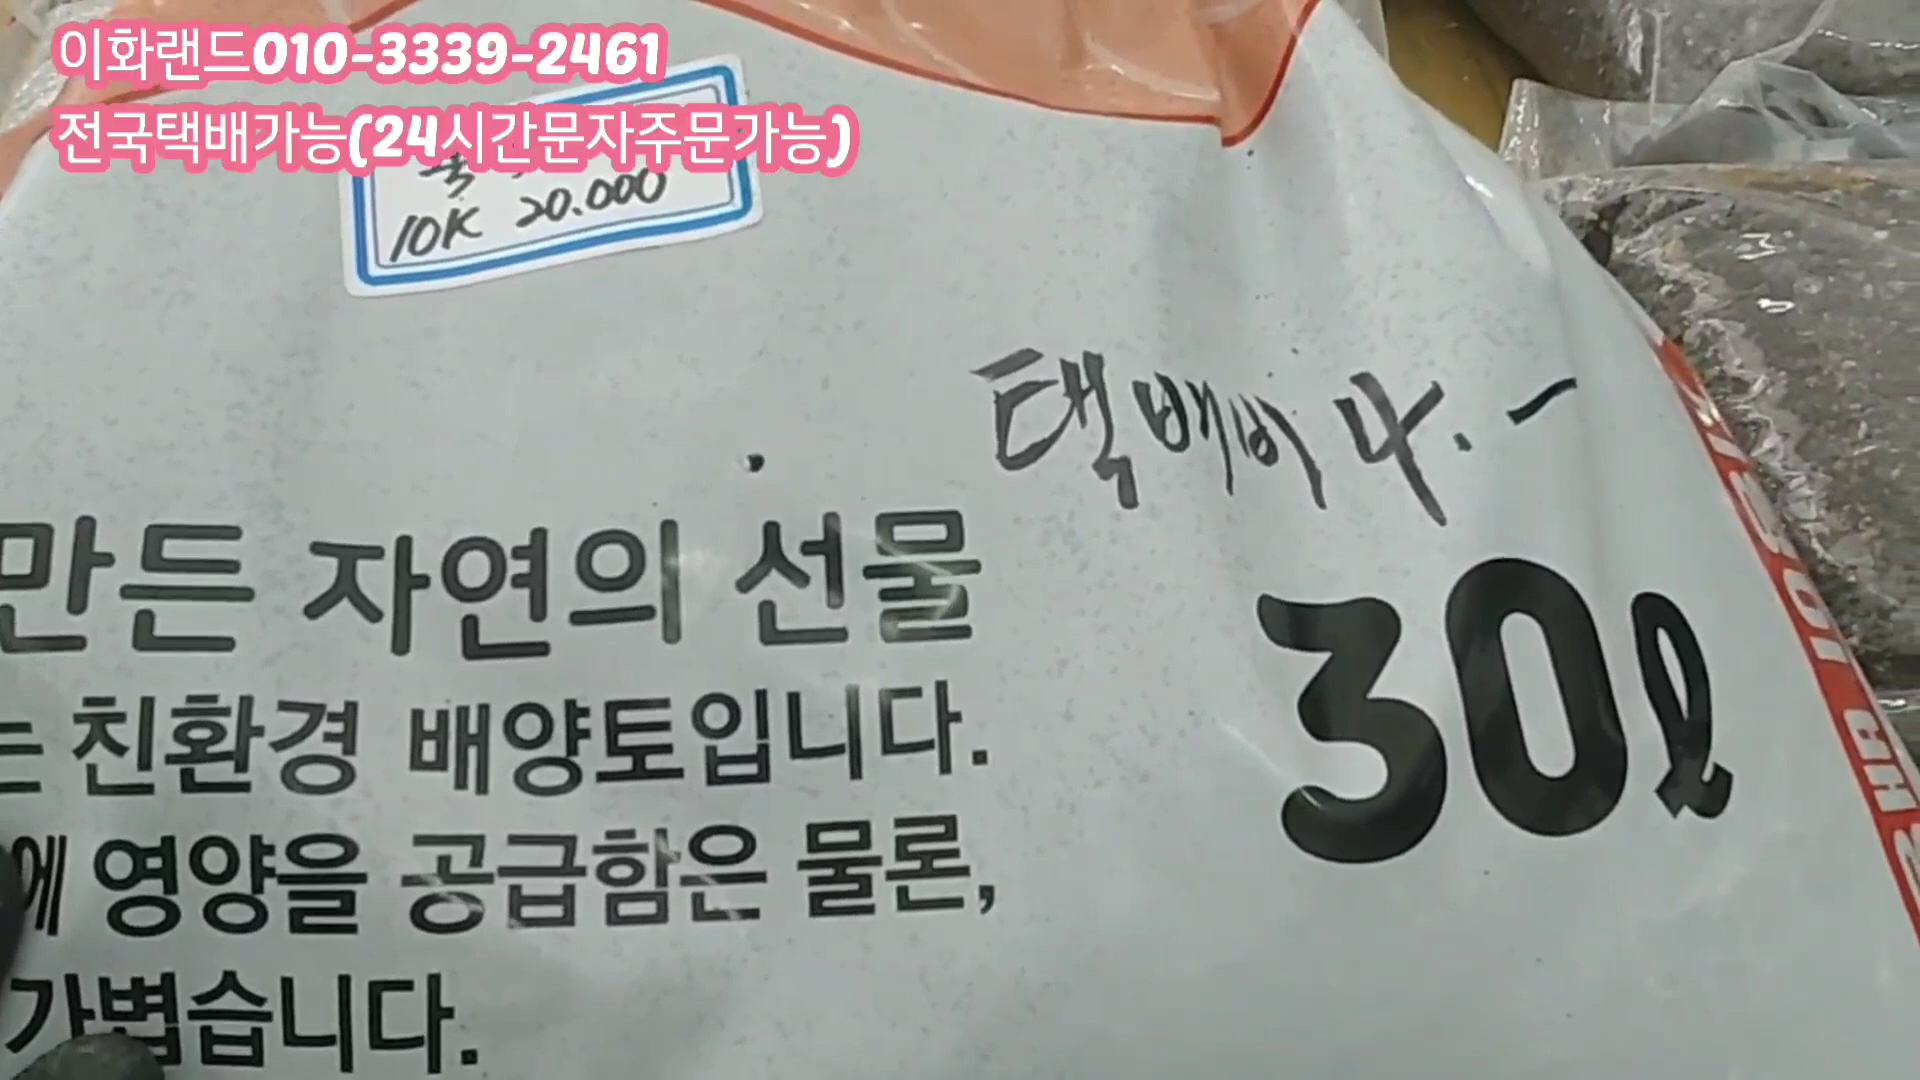 이화랜드010-3339-2461
전국택배가능(24시간문자주문가능)
10K 20.000
택배비 4.-
만든 자연의 선물
30ℓ
는 친환경 배양토입니다.
에 영양을 공급함은 물론,
가볍습니다.